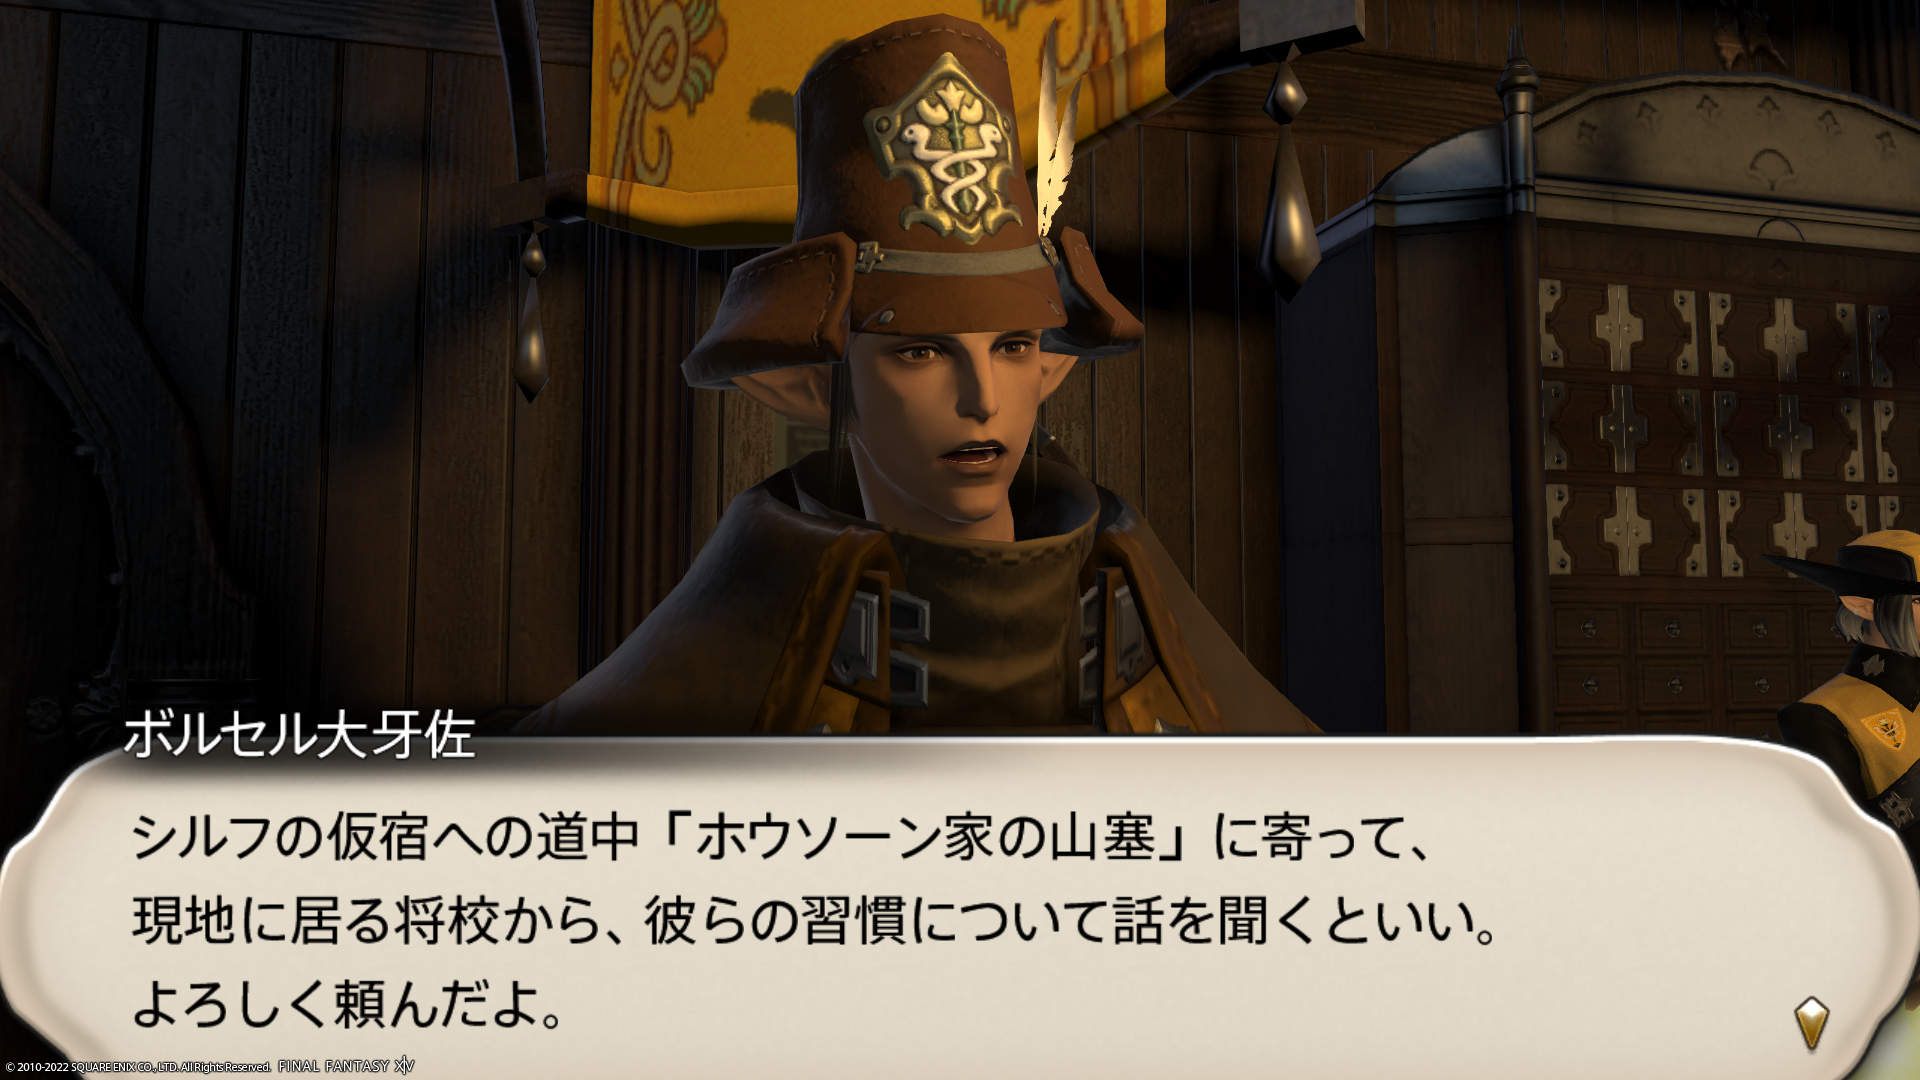 ボルセル大牙佐
シルフの仮宿への道中「ホウソーン家の山塞」に寄って、
現地に居る将校から、彼らの習慣について話を聞くといい。
よろしく頼んだよ。
© 2010-2022 SQUARE ENIX CO., LTD. All Rights Reserved. FINAL FANTASY XIV